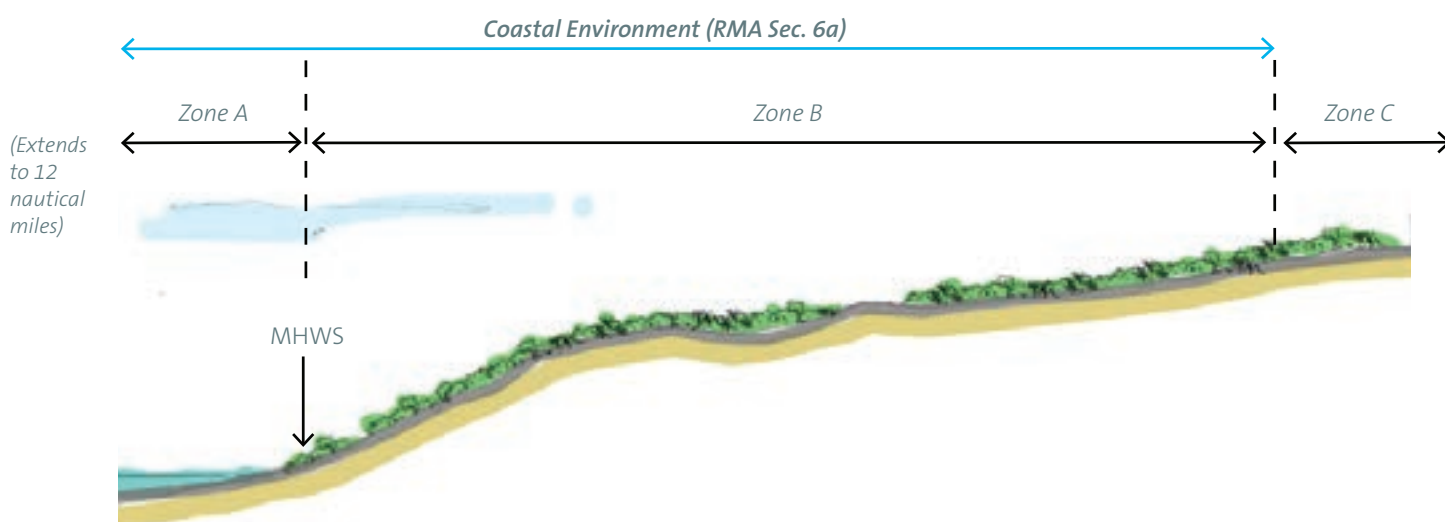 Coastal Environment (RMA Sec. 6a)
Zone A
Zone B
Zone C
(Extends
to 12
nautical
miles)
MHWS